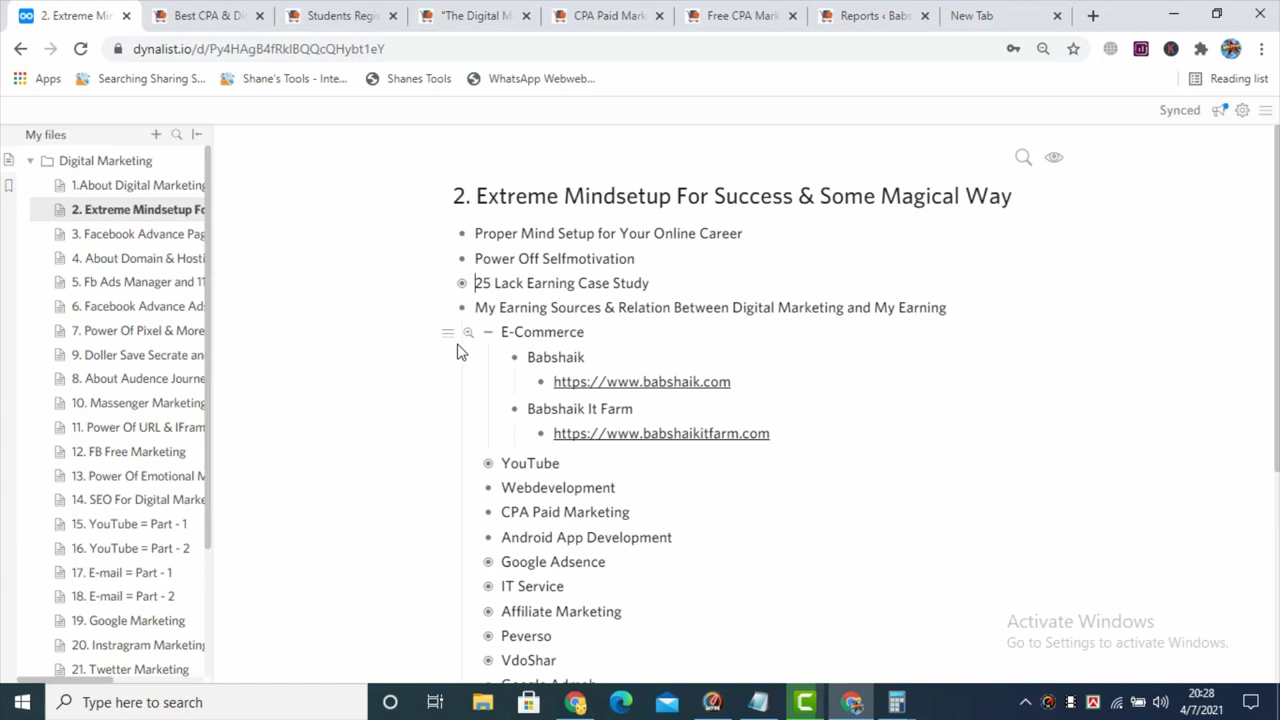 2. Extreme Min
Best CPA & Di
Students Regis
"The Digital M
CPA Paid Mark
Free CPA Mark
Reports ‹ Babs
New Tab
dynalist.io/d/Py4HAgB4fRklBQQcQHybt1eY
Apps
Searching Sharing S...
Shane's Tools - Inte...
Shanes Tools
WhatsApp Webweb...
Reading list
Synced
My files
Digital Marketing
1.About Digital Marketing
2. Extreme Mindsetup Fo
3. Facebook Advance Pag
4. About Domain & Hosti
5. Fb Ads Manager and 11
6. Facebook Advance Ads
7. Power Of Pixel & More
9. Doller Save Secrate an
8. About Audence Journe
10. Massenger Marketing
11. Power Of URL & IFram
12. FB Free Marketing
13. Power Of Emotional M
14. SEO For Digital Marke
15. YouTube = Part - 1
16. YouTube = Part - 2
17. E-mail = Part - 1
18. E-mail = Part - 2
19. Google Marketing
20. Instragram Marketing
21. Twetter Marketing
2. Extreme Mindsetup For Success & Some Magical Way
Proper Mind Setup for Your Online Career
Power Off Selfmotivation
25 Lack Earning Case Study
My Earning Sources & Relation Between Digital Marketing and My Earning
E-Commerce
Babshaik
https://www.babshaik.com
Babshaik It Farm
https://www.babshaikitfarm.com
YouTube
Webdevelopment
CPA Paid Marketing
Android App Development
Google Adsence
IT Service
Affiliate Marketing
Peverso
VdoShar
Activate Windows
Go to Settings to activate Windows.
Type here to search
20:28
4/7/2021